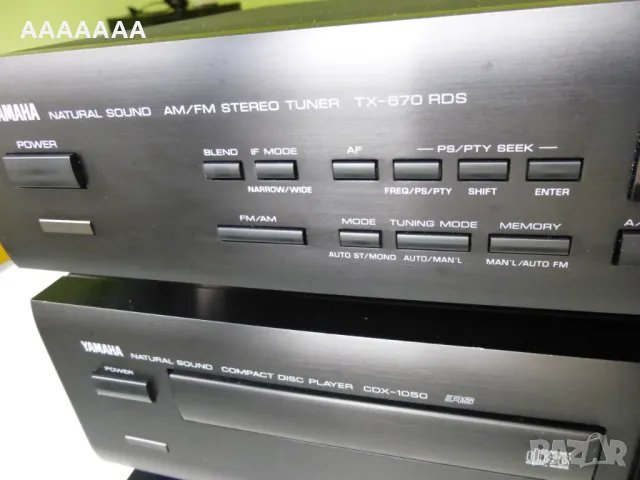 AAAAAAA
YAMAHA NATURAL SOUND AM/FM STEREO TUNER TX-670 RDS
POWER
BLEND IF MODE AF PS/PTY SEEK
NARROW/WIDE FREQ/PS/PTY SHIFT ENTER
FM/AM MODE TUNING MODE MEMORY A/
AUTO ST/MONO AUTO/MAN'L MAN'L/AUTO FM
YAMAHA NATURAL SOUND COMPACT DISC PLAYER CDX-1050
POWER
BAZAR